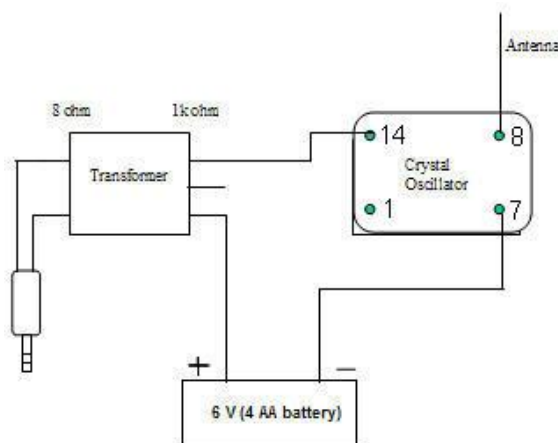 Antenna
8 ohm
1k ohm
14
8
Crystal
Oscillator
Transformer
1
7
+
–
6 V (4 AA battery)